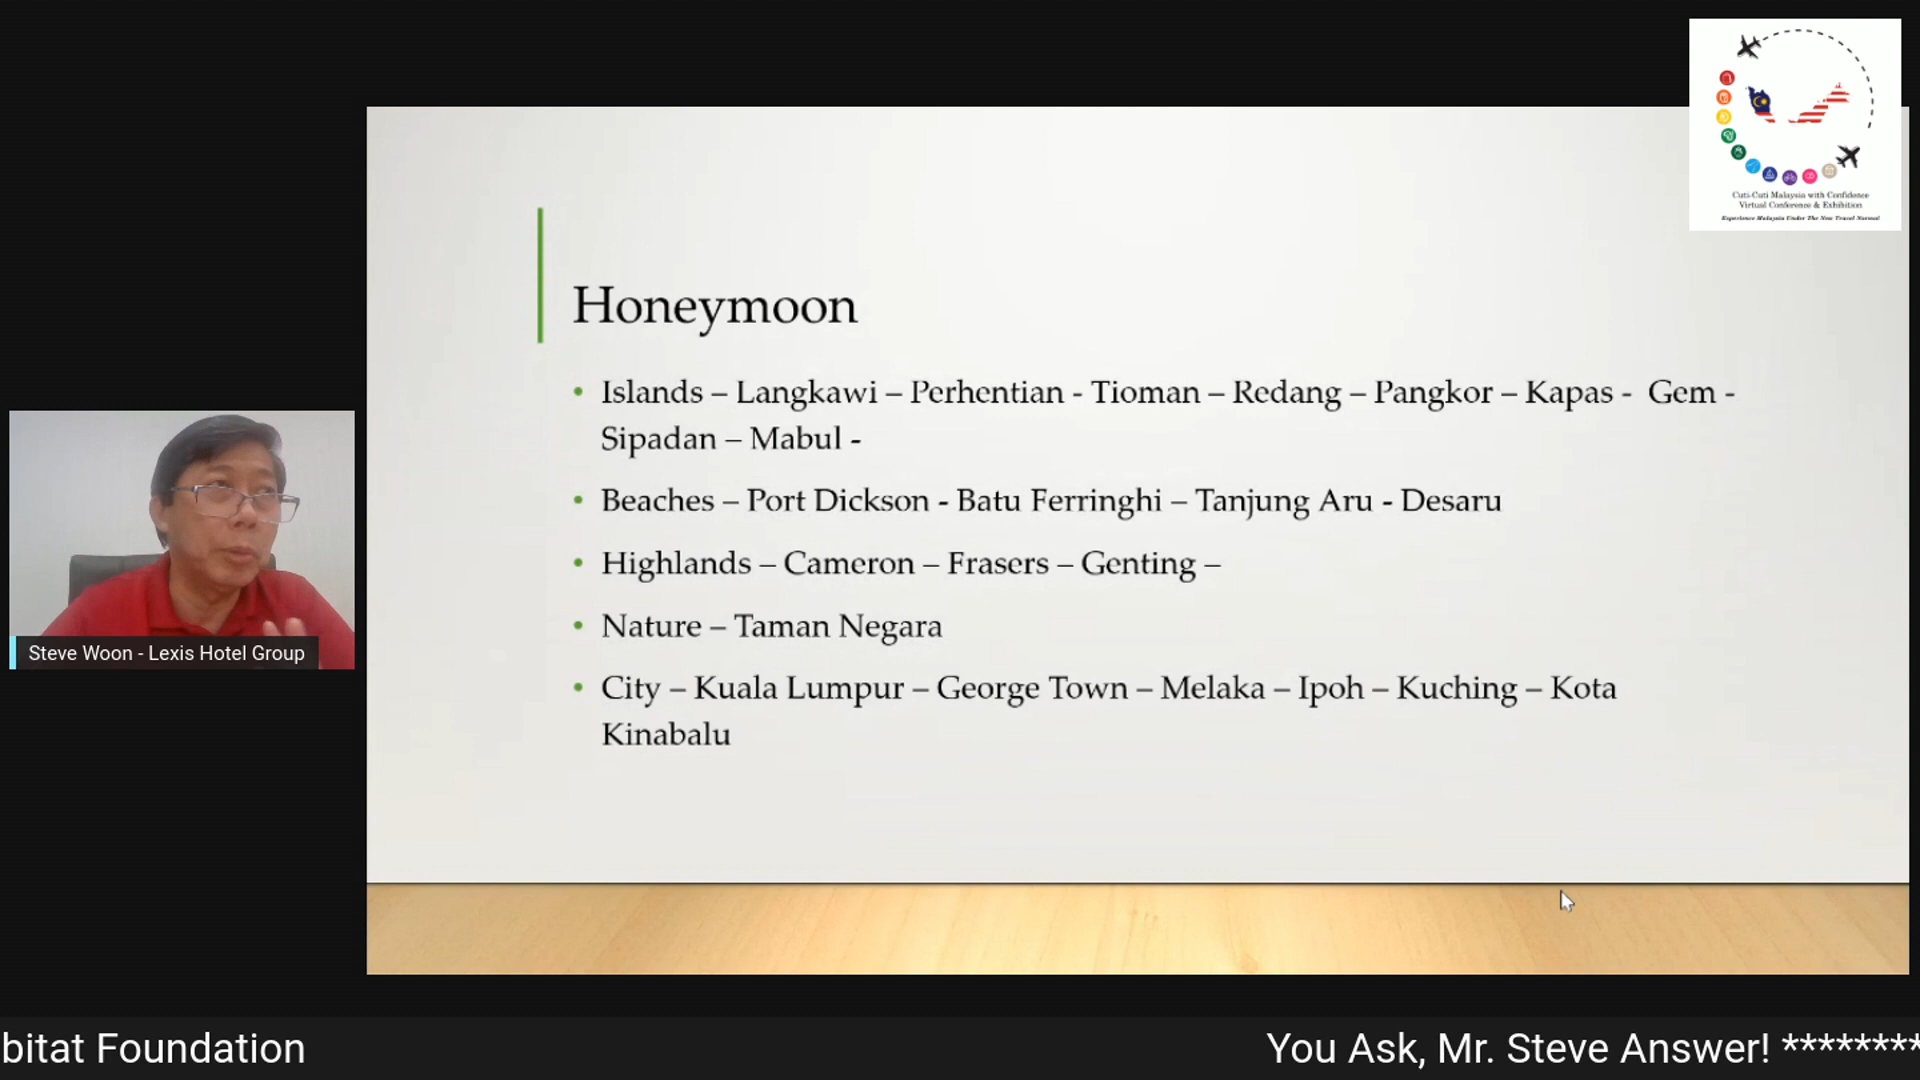 Cuti-Cuti Malaysia with Confidence
Virtual Conference & Exhibition
Experience Malaysia Under The New Travel Normal
Honeymoon
• Islands – Langkawi – Perhentian - Tioman – Redang – Pangkor – Kapas - Gem -
Sipadan – Mabul -
• Beaches – Port Dickson - Batu Ferringhi – Tanjung Aru - Desaru
• Highlands – Cameron – Frasers – Genting –
• Nature – Taman Negara
• City – Kuala Lumpur – George Town – Melaka – Ipoh – Kuching – Kota
Kinabalu
Steve Woon - Lexis Hotel Group
bitat Foundation
You Ask, Mr. Steve Answer! ********